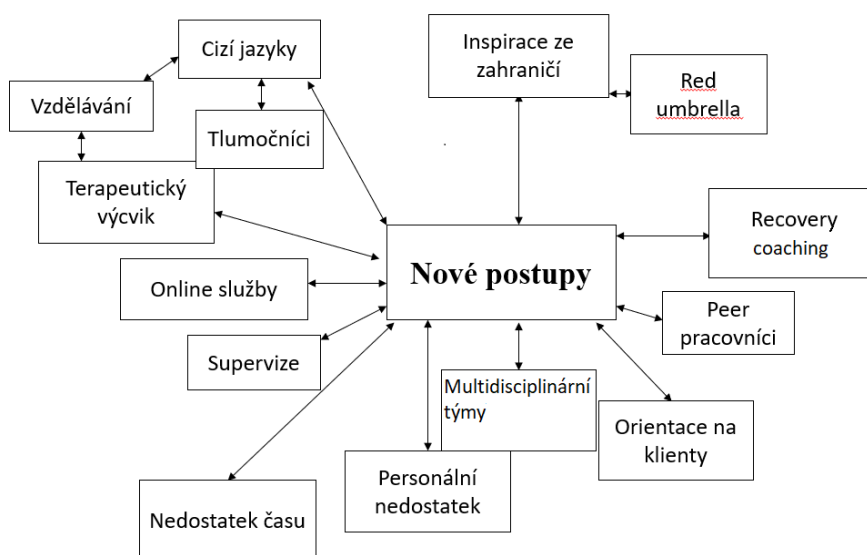 Cizí jazyky
Inspirace ze
zahraničí
Red
umbrella
Vzdělávání
Tlumočníci
Terapeutický
výcvik
Recovery
coaching
Nové postupy
Online služby
Peer
pracovníci
Supervize
Multidisciplinární
týmy
Orientace na
klienty
Personální
nedostatek
Nedostatek času